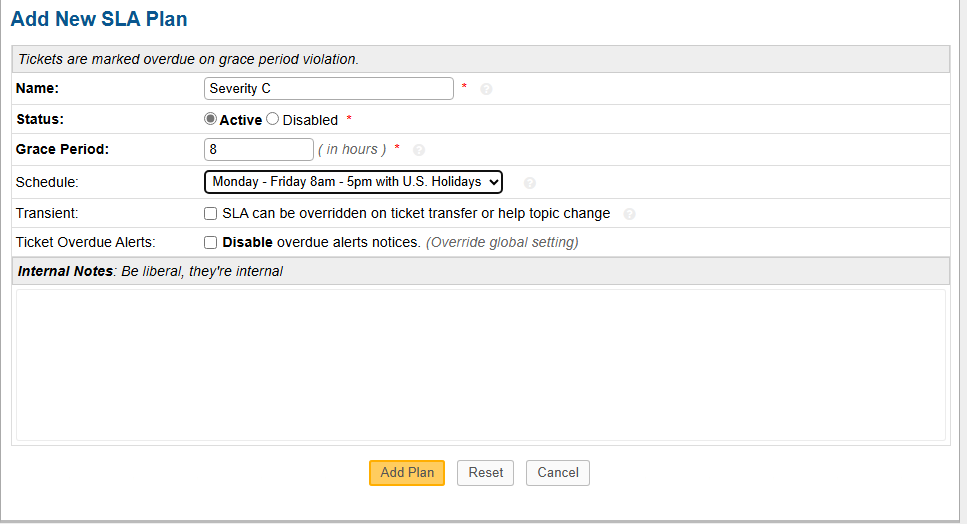 Add New SLA Plan
Tickets are marked overdue on grace period violation.
Name: Severity C * ?
Status: Active Disabled *
Grace Period: 8 ( in hours ) * ?
Schedule: Monday - Friday 8am - 5pm with U.S. Holidays ?
Transient: SLA can be overridden on ticket transfer or help topic change ?
Ticket Overdue Alerts: Disable overdue alerts notices. (Override global setting)
Internal Notes: Be liberal, they're internal
Add Plan Reset Cancel